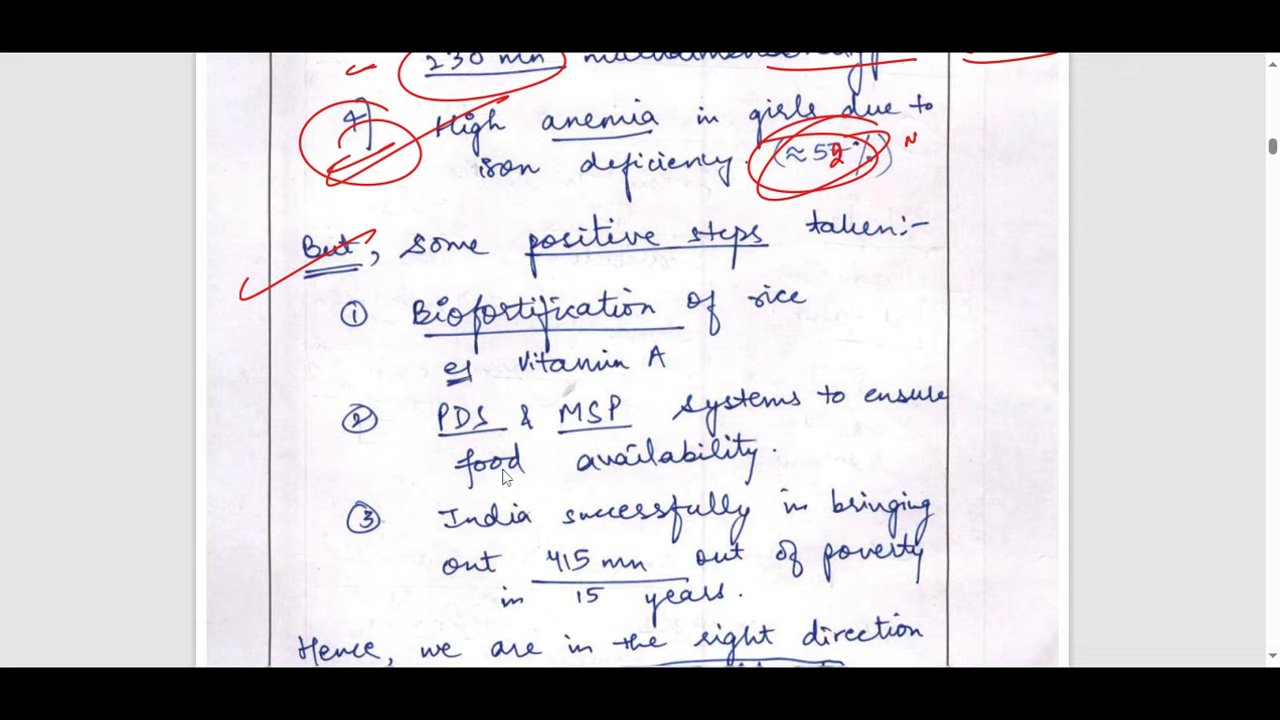 230 mn
4] High anemia in girls due to
iron deficiency. (≈52%)
But, some positive steps taken:-
① Biofortification of rice
eg Vitamin A
② PDS & MSP systems to ensure
food availability.
③ India successfully in bringing
out 415 mn out of poverty
in 15 years.
Hence, we are in the right direction